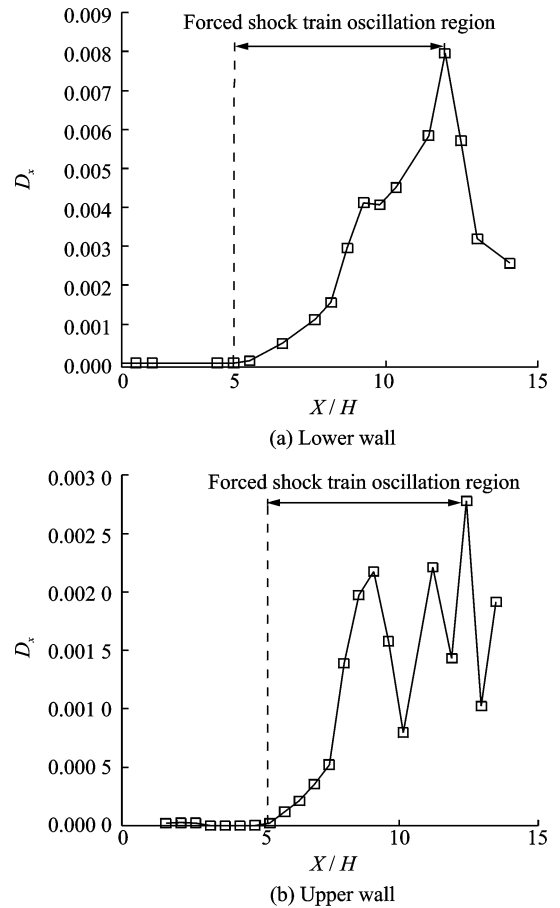 0.009
Forced shock train oscillation region
0.008
0.007
0.006
0.005
0.004
0.003
0.002
0.001
0.000
D_x
0 5 10 15
X / H
(a) Lower wall
0.003 0
Forced shock train oscillation region
0.002 5
0.002 0
0.001 5
0.001 0
0.000 5
0.000 0
D_x
0 5 10 15
X / H
(b) Upper wall